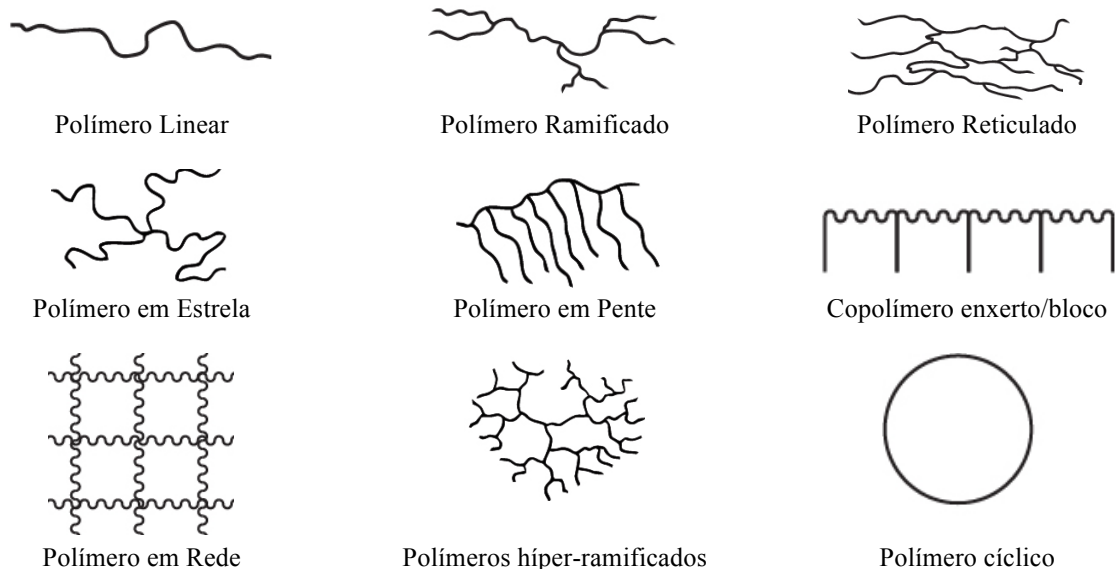 Polímero Linear
Polímero Ramificado
Polímero Reticulado
Polímero em Estrela
Polímero em Pente
Copolímero enxerto/bloco
Polímero em Rede
Polímeros híper-ramificados
Polímero cíclico